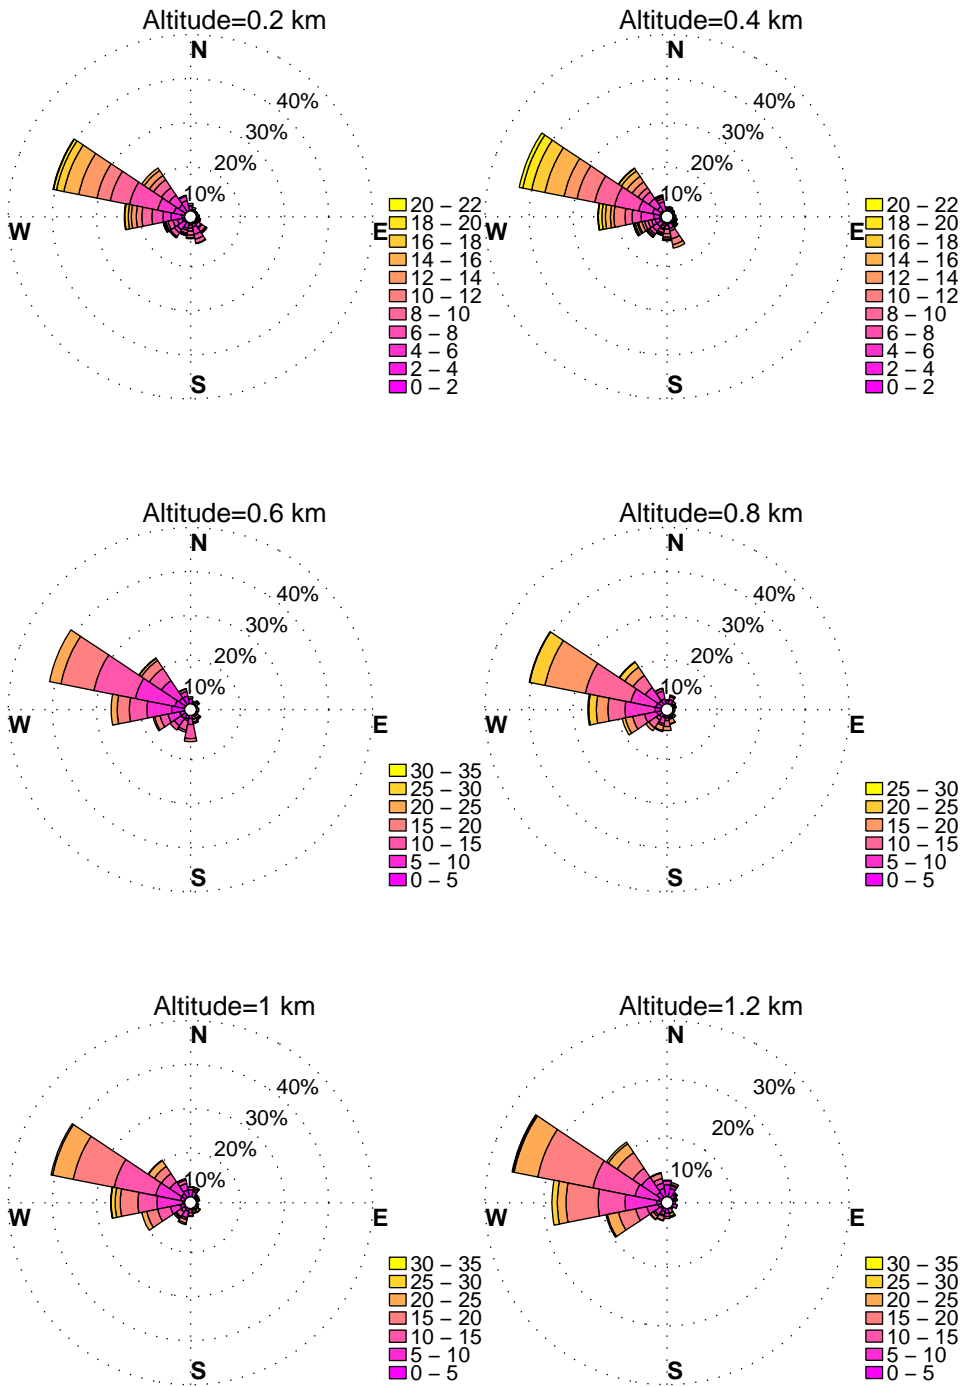 Altitude=0.2 km
N
40%
30%
20%
10%
W
E
S
20 – 22
18 – 20
16 – 18
14 – 16
12 – 14
10 – 12
8 – 10
6 – 8
4 – 6
2 – 4
0 – 2
Altitude=0.4 km
N
40%
30%
20%
10%
W
E
S
20 – 22
18 – 20
16 – 18
14 – 16
12 – 14
10 – 12
8 – 10
6 – 8
4 – 6
2 – 4
0 – 2
Altitude=0.6 km
N
40%
30%
20%
10%
W
E
S
30 – 35
25 – 30
20 – 25
15 – 20
10 – 15
5 – 10
0 – 5
Altitude=0.8 km
N
40%
30%
20%
10%
W
E
S
25 – 30
20 – 25
15 – 20
10 – 15
5 – 10
0 – 5
Altitude=1 km
N
40%
30%
20%
10%
W
E
S
30 – 35
25 – 30
20 – 25
15 – 20
10 – 15
5 – 10
0 – 5
Altitude=1.2 km
N
30%
20%
10%
W
E
S
30 – 35
25 – 30
20 – 25
15 – 20
10 – 15
5 – 10
0 – 5